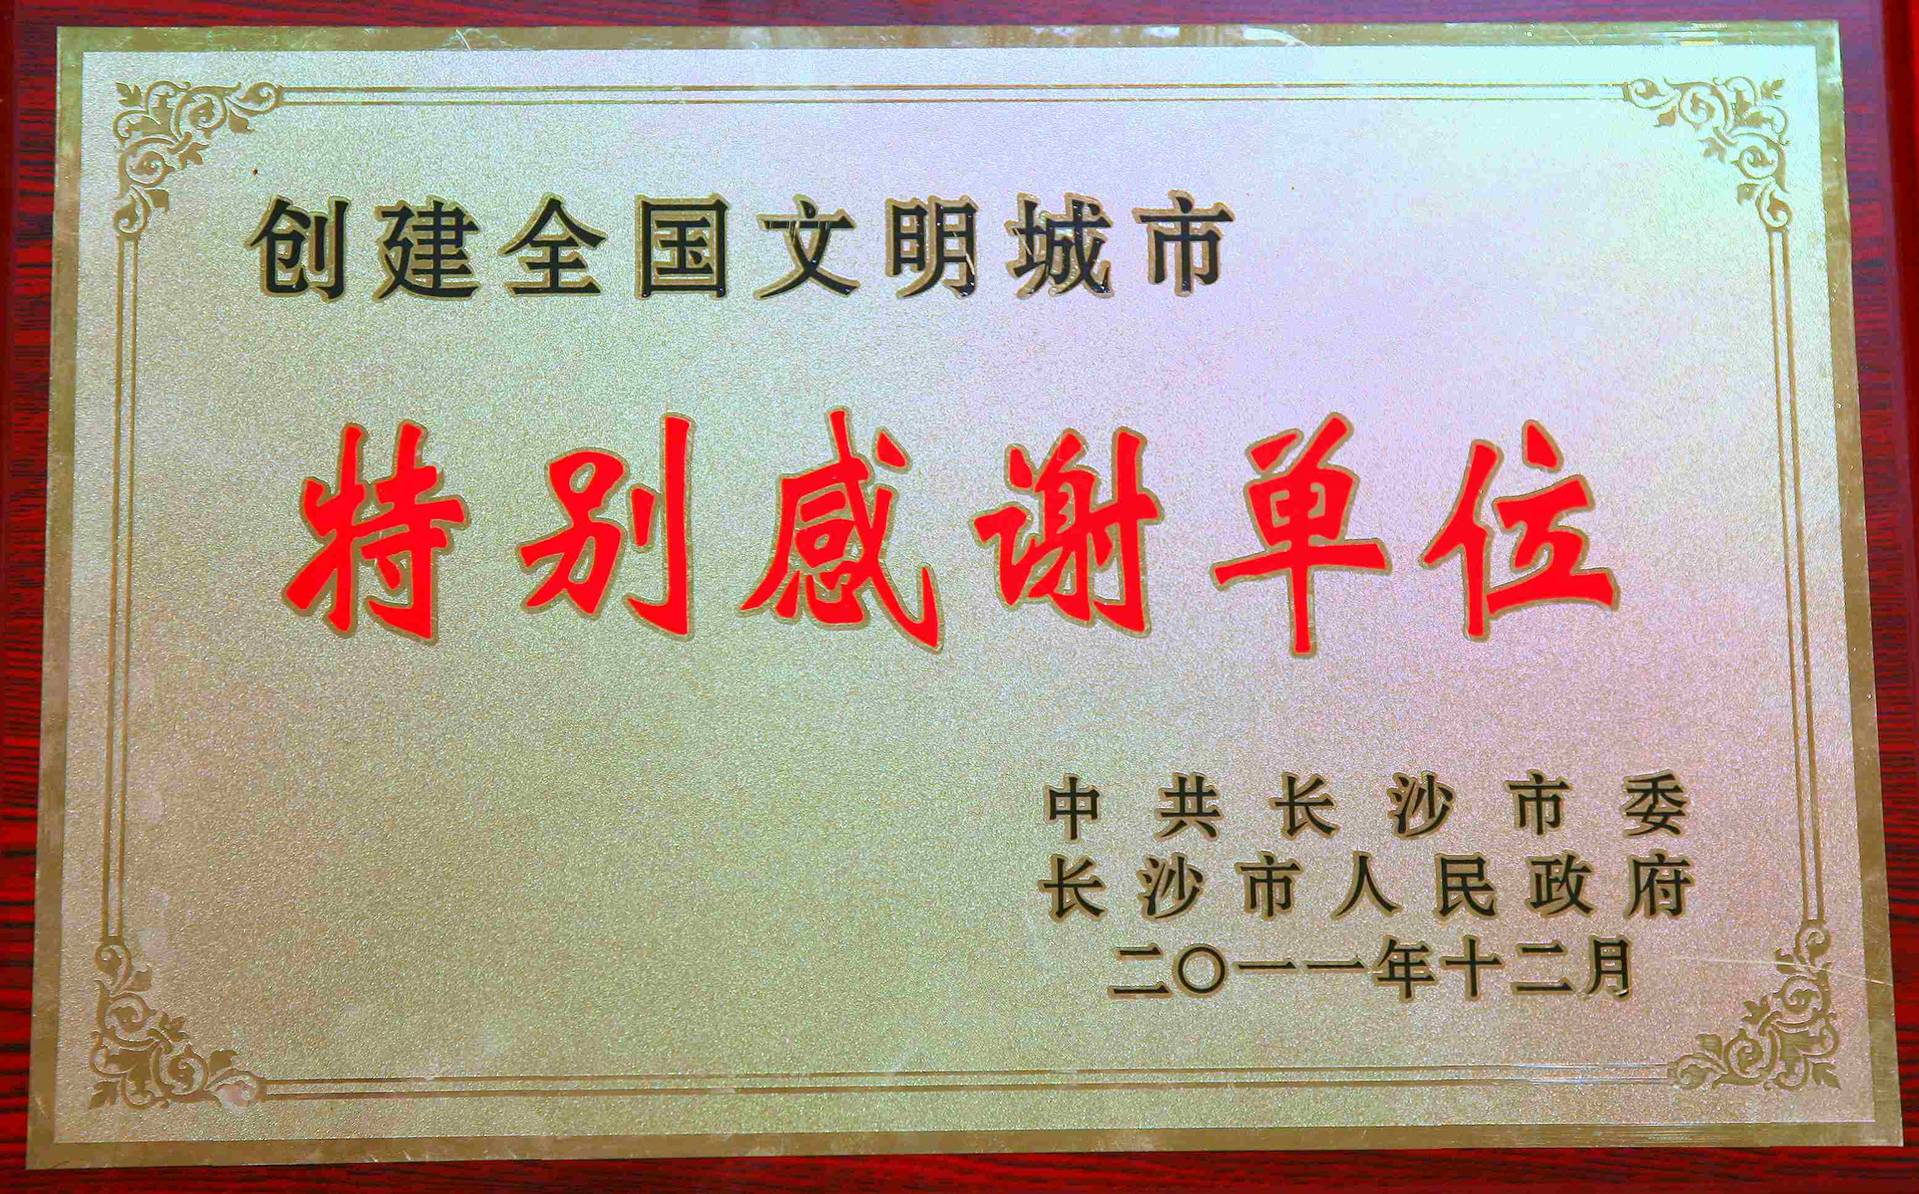 创建全国文明城市
特别感谢单位
中共长沙市委
长沙市人民政府
二〇一一年十二月